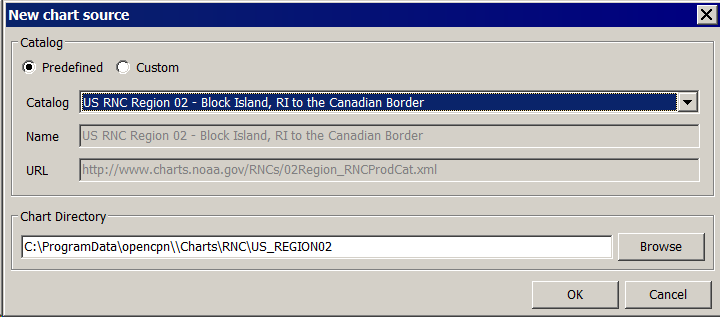 New chart source
Catalog
Predefined Custom
Catalog US RNC Region 02 - Block Island, RI to the Canadian Border
Name US RNC Region 02 - Block Island, RI to the Canadian Border
URL http://www.charts.noaa.gov/RNCs/02Region_RNCProdCat.xml
Chart Directory
C:\ProgramData\opencpn\\Charts\RNC\US_REGION02 Browse
OK Cancel